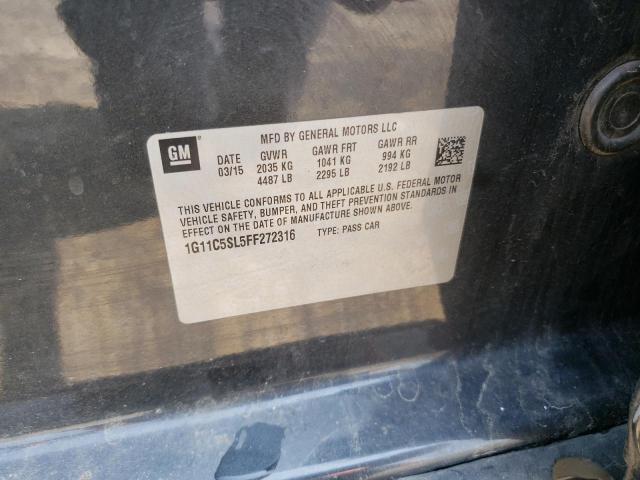 MFD BY GENERAL MOTORS LLC
GM
DATE GVWR GAWR FRT GAWR RR
03/15 2035 KG 1041 KG 994 KG
4487 LB 2295 LB 2192 LB
THIS VEHICLE CONFORMS TO ALL APPLICABLE U.S. FEDERAL MOTOR
VEHICLE SAFETY, BUMPER, AND THEFT PREVENTION STANDARDS IN
EFFECT ON THE DATE OF MANUFACTURE SHOWN ABOVE.
1G11C5SL5FF272316 TYPE: PASS CAR